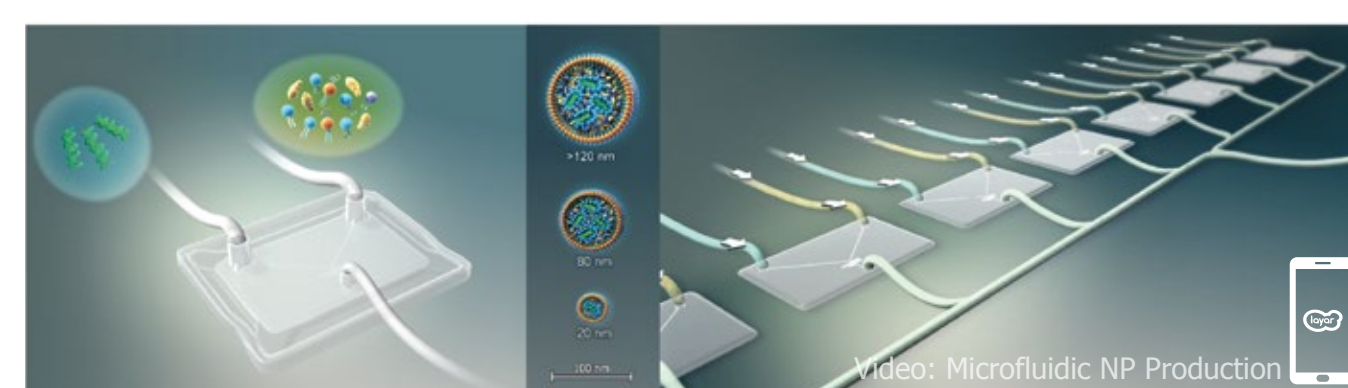 >120 nm
80 nm
20 nm
100 nm
Video: Microfluidic NP Production
layar